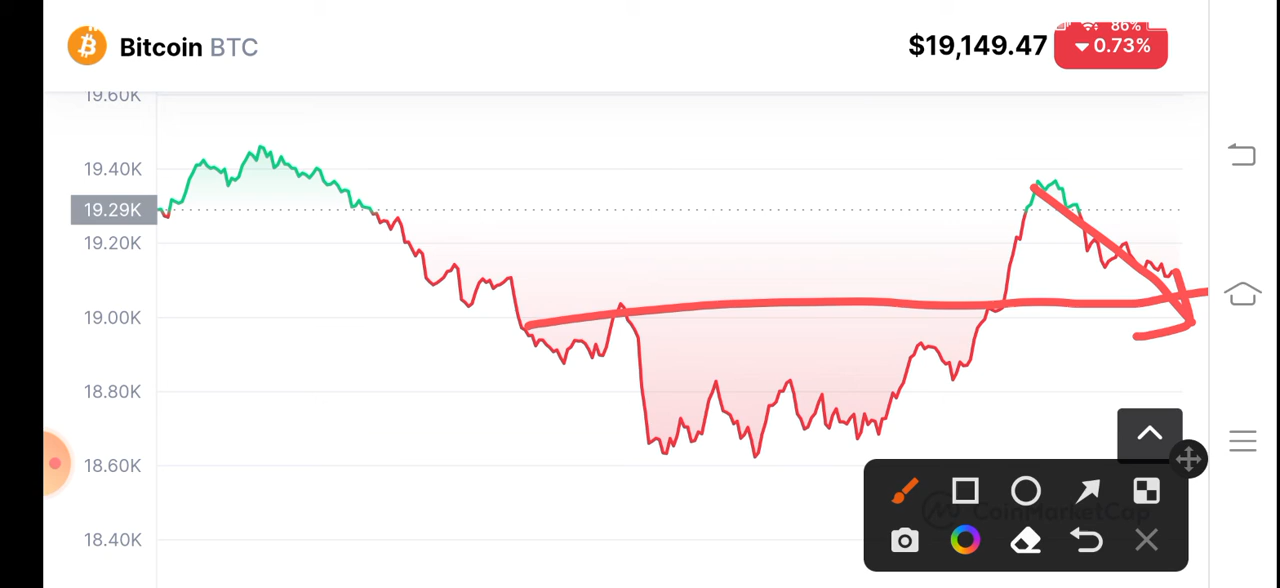 86%
Bitcoin BTC $19,149.47 0.73%
19.60K
19.40K
19.29K
19.20K
19.00K
18.80K
18.60K
18.40K
CoinMarketCap